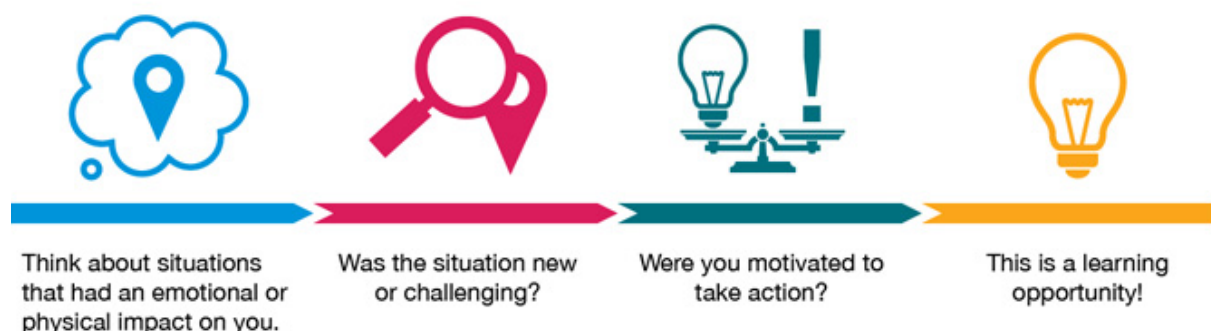 Think about situations
that had an emotional or
physical impact on you.
Was the situation new
or challenging?
Were you motivated to
take action?
This is a learning
opportunity!